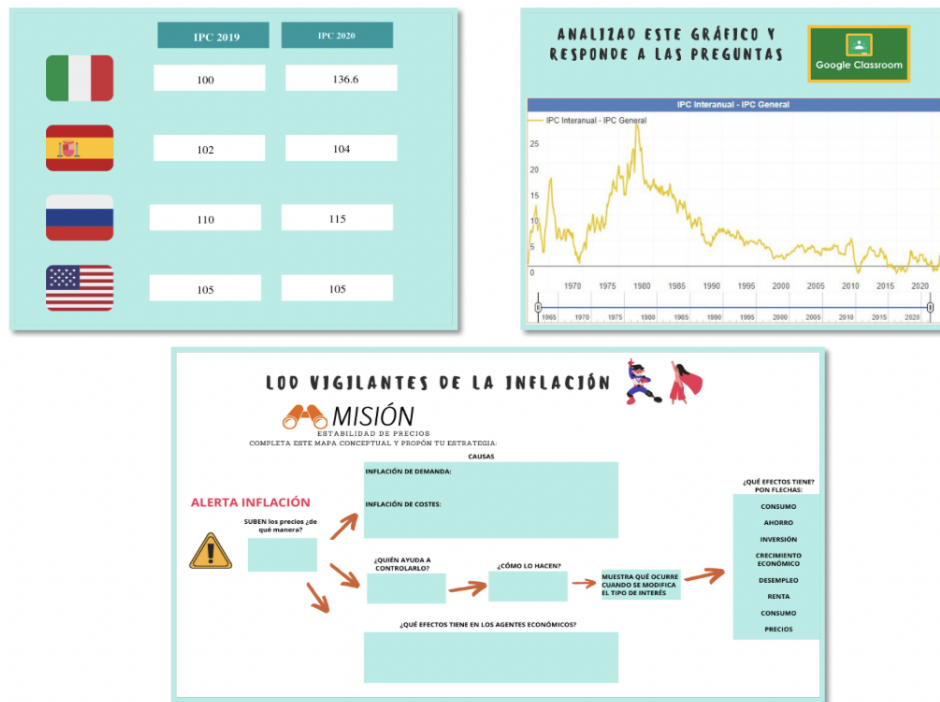 IPC 2019 IPC 2020
100 136.6
102 104
110 115
105 105
ANALIZAD ESTE GRÁFICO Y
RESPONDE A LAS PREGUNTAS
Google Classroom
IPC Interanual - IPC General
IPC Interanual - IPC General
25
20
15
10
5
0
1970 1975 1980 1985 1990 1995 2000 2005 2010 2015 2020
1965 1970 1975 1980 1985 1990 1995 2000 2005 2010 2015 2020
LOD VIGILANTES DE LA INFLACIÓN
MISIÓN
ESTABILIDAD DE PRECIOS
COMPLETA ESTE MAPA CONCEPTUAL Y PROPÓN TU ESTRATEGIA:
CAUSAS
INFLACIÓN DE DEMANDA:
INFLACIÓN DE COSTES:
ALERTA INFLACIÓN
SUBEN los precios ¿de
qué manera?
¿QUIÉN AYUDA A
CONTROLARLO?
¿CÓMO LO HACEN?
MUESTRA QUÉ OCURRE
CUANDO SE MODIFICA
EL TIPO DE INTERÉS
¿QUÉ EFECTOS TIENE EN LOS AGENTES ECONÓMICOS?
¿QUÉ EFECTOS TIENE?
PON FLECHAS:
CONSUMO
AHORRO
INVERSIÓN
CRECIMIENTO
ECONÓMICO
DESEMPLEO
RENTA
CONSUMO
PRECIOS